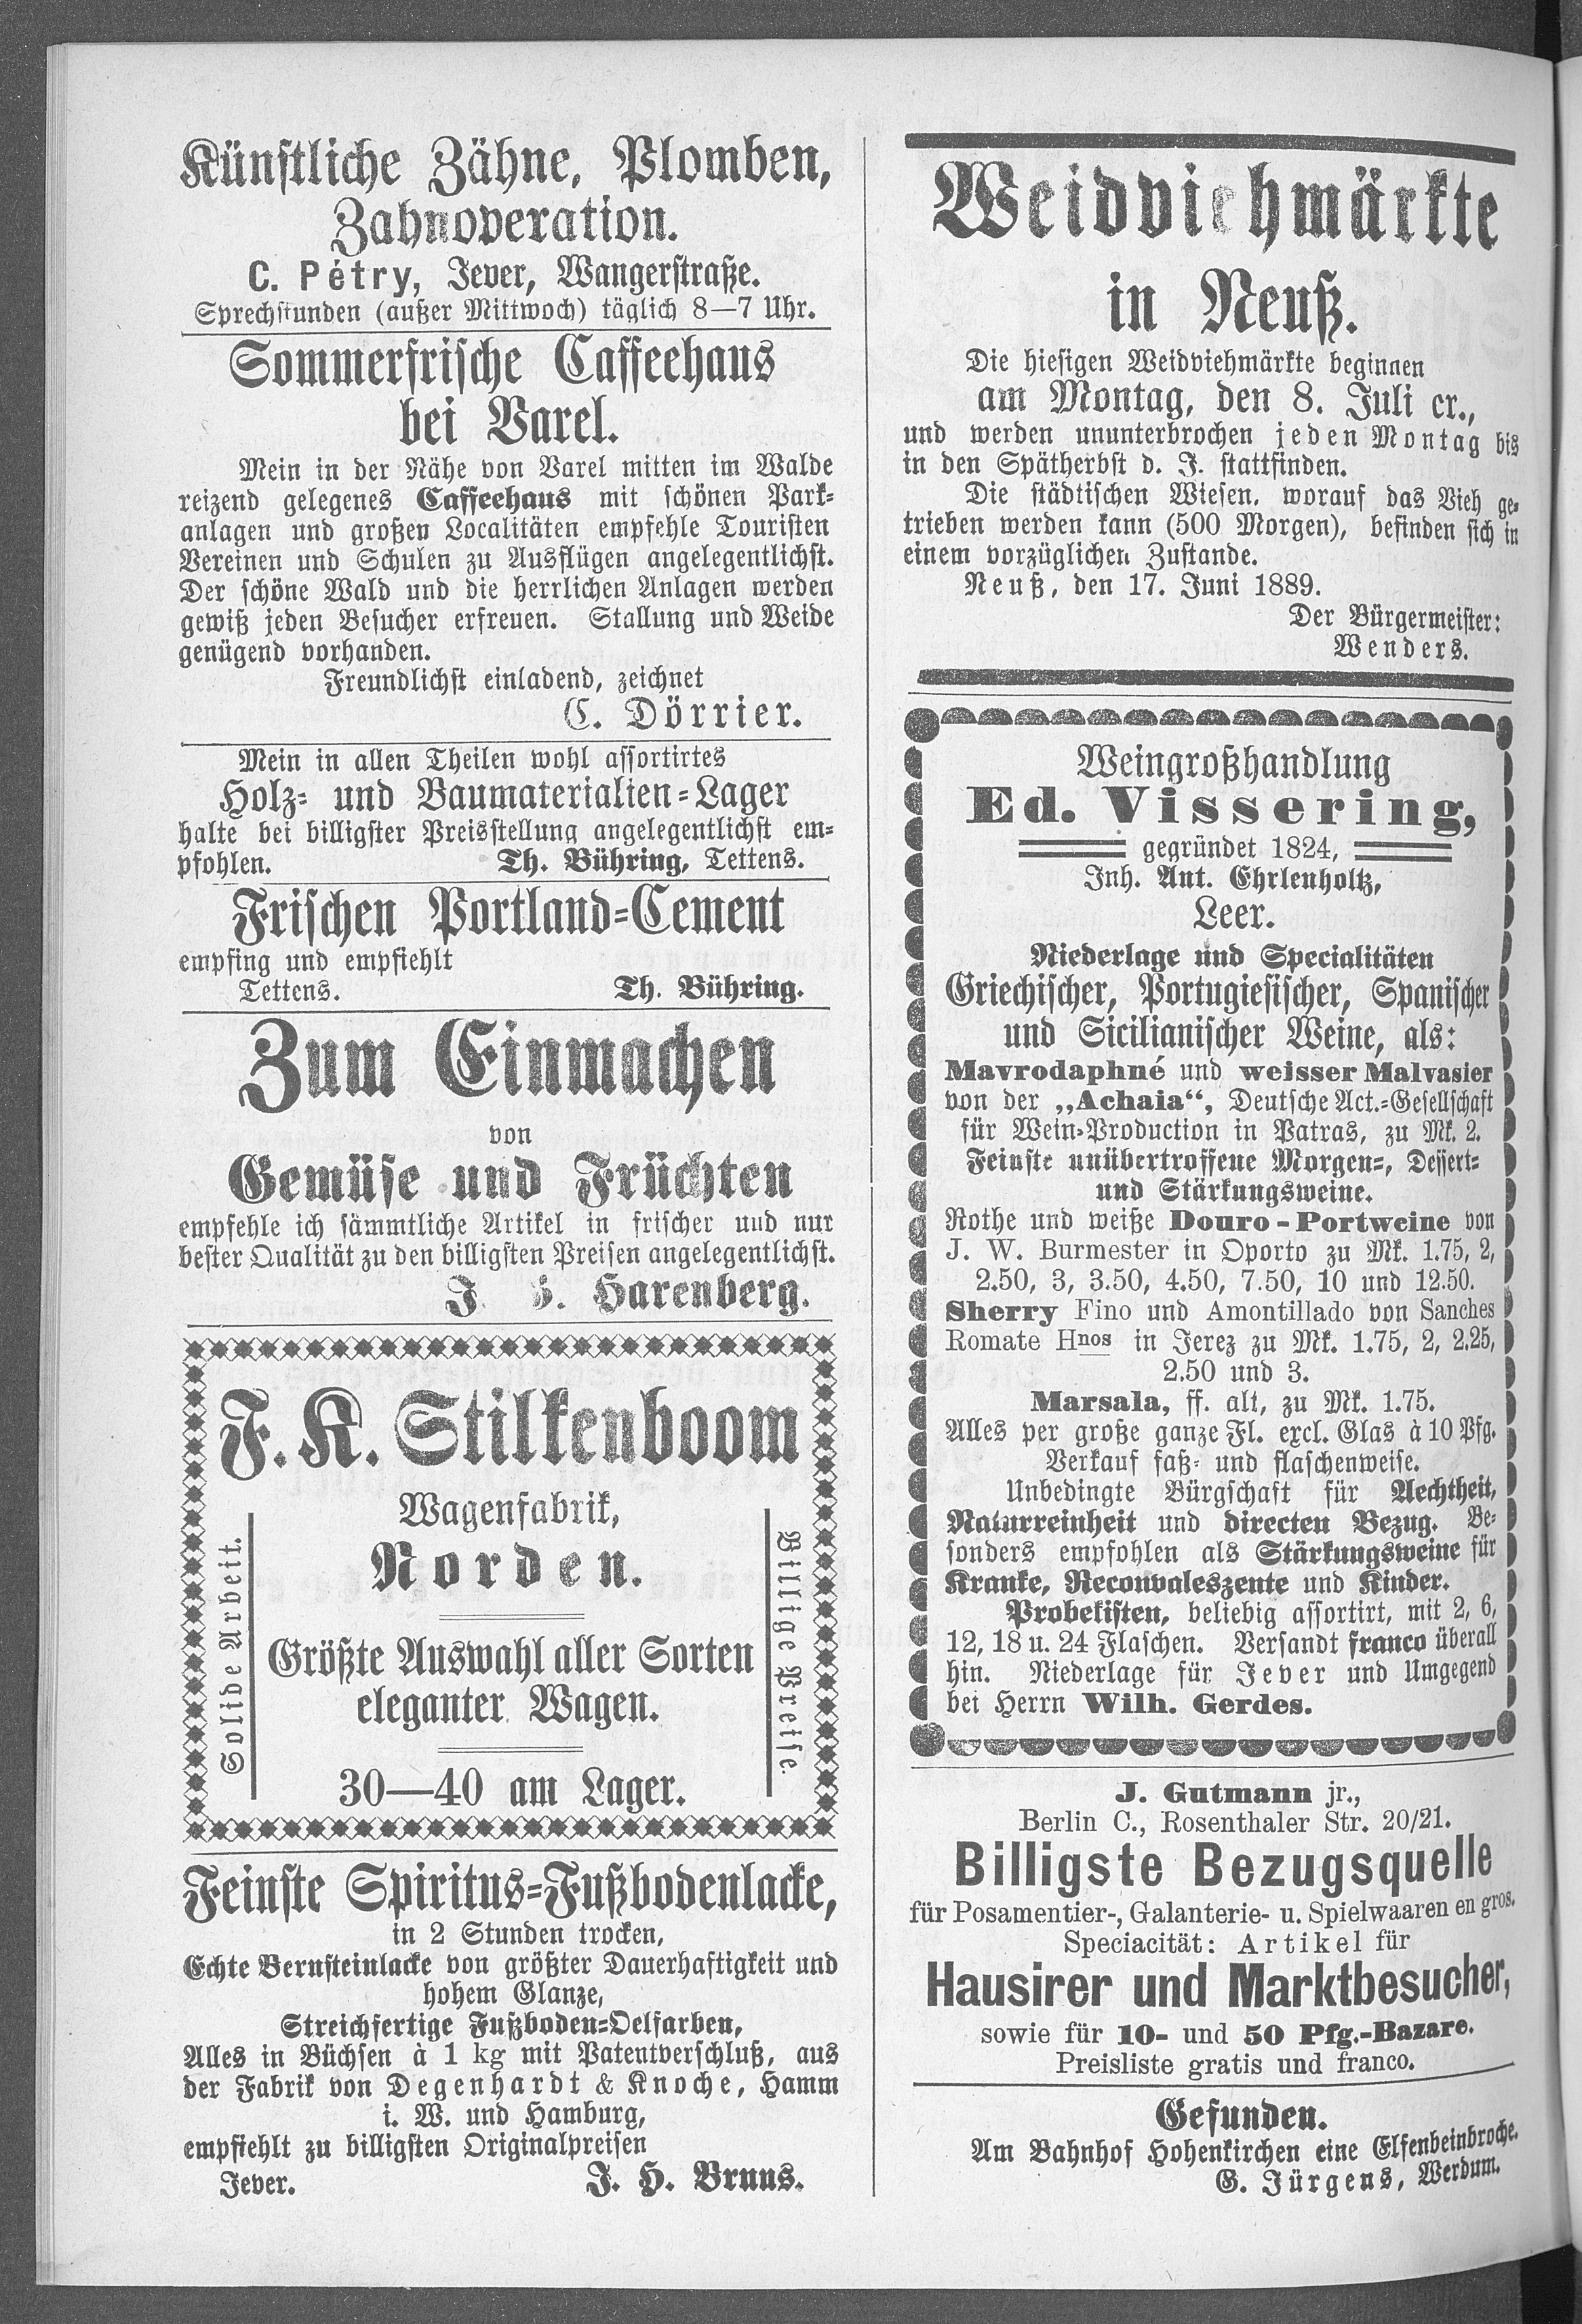 Künstliche Zähne, Plomben,
Zahnoperation.
C. Pétry, Jever, Wangerstraße.
Sprechstunden (außer Mittwoch) täglich 8—7 Uhr.
Sommerfrische Caffeehaus
bei Varel.
Mein in der Nähe von Varel mitten im Walde
reizend gelegenes Caffeehaus mit schönen Park-
anlagen und großen Localitäten empfehle Touristen
Vereinen und Schulen zu Ausflügen angelegentlichst.
Der schöne Wald und die herrlichen Anlagen werden
gewiß jeden Besucher erfreuen. Stallung und Weide
genügend vorhanden.
Freundlichst einladend, zeichnet
C. Dörrier.
Mein in allen Theilen wohl assortirtes
Holz- und Baumaterialien-Lager
halte bei billigster Preisstellung angelegentlichst em-
pfohlen. Th. Bühring, Tettens.
Frischen Portland-Cement
empfing und empfiehlt
Tettens. Th. Bühring.
Zum Einmachen
von
Gemüse und Früchten
empfehle ich sämmtliche Artikel in frischer und nur
bester Qualität zu den billigsten Preisen angelegentlichst.
J. Harenberg.
F. K. Stilkenboom
Wagenfabrik,
Norden.
Solide Arbeit.
Billige Preise.
Größte Auswahl aller Sorten
eleganter Wagen.
30—40 am Lager.
Feinste Spiritus-Fußbodenlacke,
in 2 Stunden trocken,
Echte Bernsteinlacke von größter Dauerhaftigkeit und
hohem Glanze,
Streichfertige Fußboden-Oelfarben,
Alles in Büchsen à 1 kg mit Patentverschluß, aus
der Fabrik von Degenhardt & Knoche, Hamm
i. W. und Hamburg,
empfiehlt zu billigsten Originalpreisen
Jever. J. H. Bruns.
Weidviehmärkte
in Neuß.
Die hiesigen Weidviehmärkte beginnen
am Montag, den 8. Juli cr.,
und werden ununterbrochen jeden Montag bis
in den Spätherbst d. J. stattfinden.
Die städtischen Wiesen, worauf das Vieh ge-
trieben werden kann (500 Morgen), befinden sich in
einem vorzüglichen Zustande.
Neuß, den 17. Juni 1889.
Der Bürgermeister:
Wenders.
Weingroßhandlung
Ed. Vissering,
gegründet 1824,
Inh. Ant. Ehrlenholtz,
Leer.
Niederlage und Specialitäten
Griechischer, Portugiesischer, Spanischer
und Sicilianischer Weine, als:
Mavrodaphné und weisser Malvasier
von der „Achaia“, Deutsche Act.-Gesellschaft
für Wein-Production in Patras, zu Mk. 2.
Feinste unübertroffene Morgen-, Dessert-
und Stärkungsweine.
Rothe und weiße Douro-Portweine von
J. W. Burmester in Oporto zu Mk. 1.75, 2,
2.50, 3, 3.50, 4.50, 7.50, 10 und 12.50.
Sherry Fino und Amontillado von Sanches
Romate Hnos in Jerez zu Mk. 1.75, 2, 2.25,
2.50 und 3.
Marsala, ff. alt, zu Mk. 1.75.
Alles per große ganze Fl. excl. Glas à 10 Pfg.
Verkauf faß- und flaschenweise.
Unbedingte Bürgschaft für Aechtheit,
Naturreinheit und directen Bezug. Be-
sonders empfohlen als Stärkungsweine für
Kranke, Reconvaleszente und Kinder.
Probekisten, beliebig assortirt, mit 2, 6,
12, 18 u. 24 Flaschen. Versandt franco überall
hin. Niederlage für Jever und Umgegend
bei Herrn Wilh. Gerdes.
J. Gutmann jr.,
Berlin C., Rosenthaler Str. 20/21.
Billigste Bezugsquelle
für Posamentier-, Galanterie- u. Spielwaaren en gros.
Speciacität: Artikel für
Hausirer und Marktbesucher,
sowie für 10- und 50 Pfg.-Bazare.
Preisliste gratis und franco.
Gefunden.
Am Bahnhof Hohenkirchen eine Elfenbeinbroche.
G. Jürgens, Werdum.